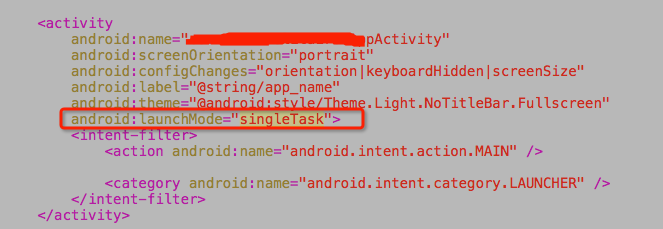 <activity
android:name="ppActivity"
android:screenOrientation="portrait"
android:configChanges="orientation|keyboardHidden|screenSize"
android:label="@string/app_name"
android:theme="@android:style/Theme.Light.NoTitleBar.Fullscreen"
android:launchMode="singleTask">
<intent-filter>
<action android:name="android.intent.action.MAIN" />
<category android:name="android.intent.category.LAUNCHER" />
</intent-filter>
</activity>